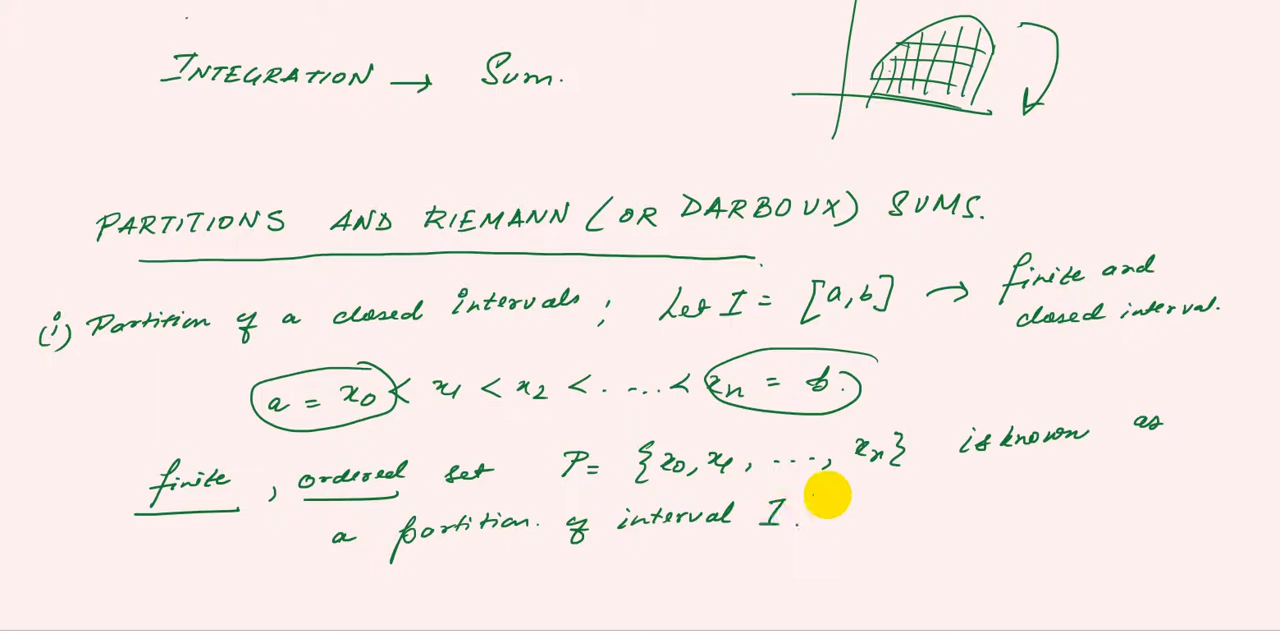 INTEGRATION → Sum.
PARTITIONS AND RIEMANN (OR DARBOUX) SUMS.
(i) Partition of a closed intervals ; Let I = [a,b] → finite and closed interval.
a = x0 < x1 < x2 < ..... < xn = b.
finite, ordered set P = {x0, x1, ..., xn} is known as
a partition. of interval I.